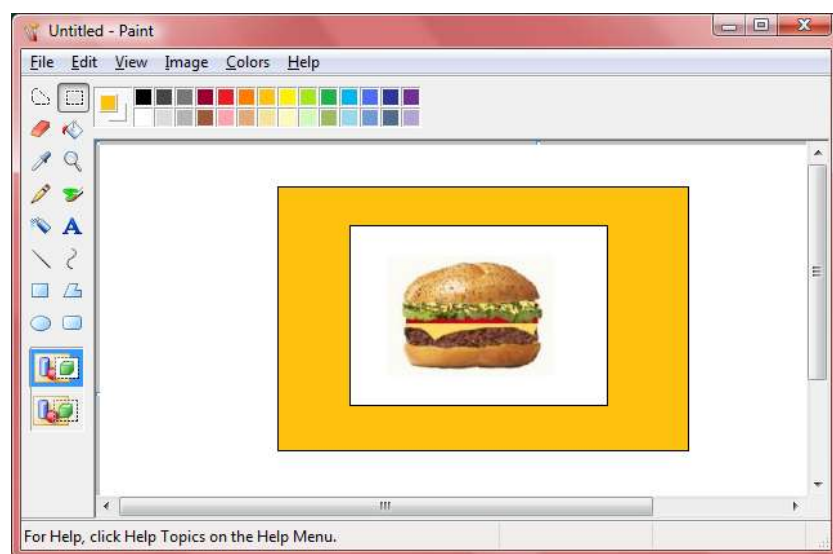 Untitled - Paint
File Edit View Image Colors Help
A
For Help, click Help Topics on the Help Menu.